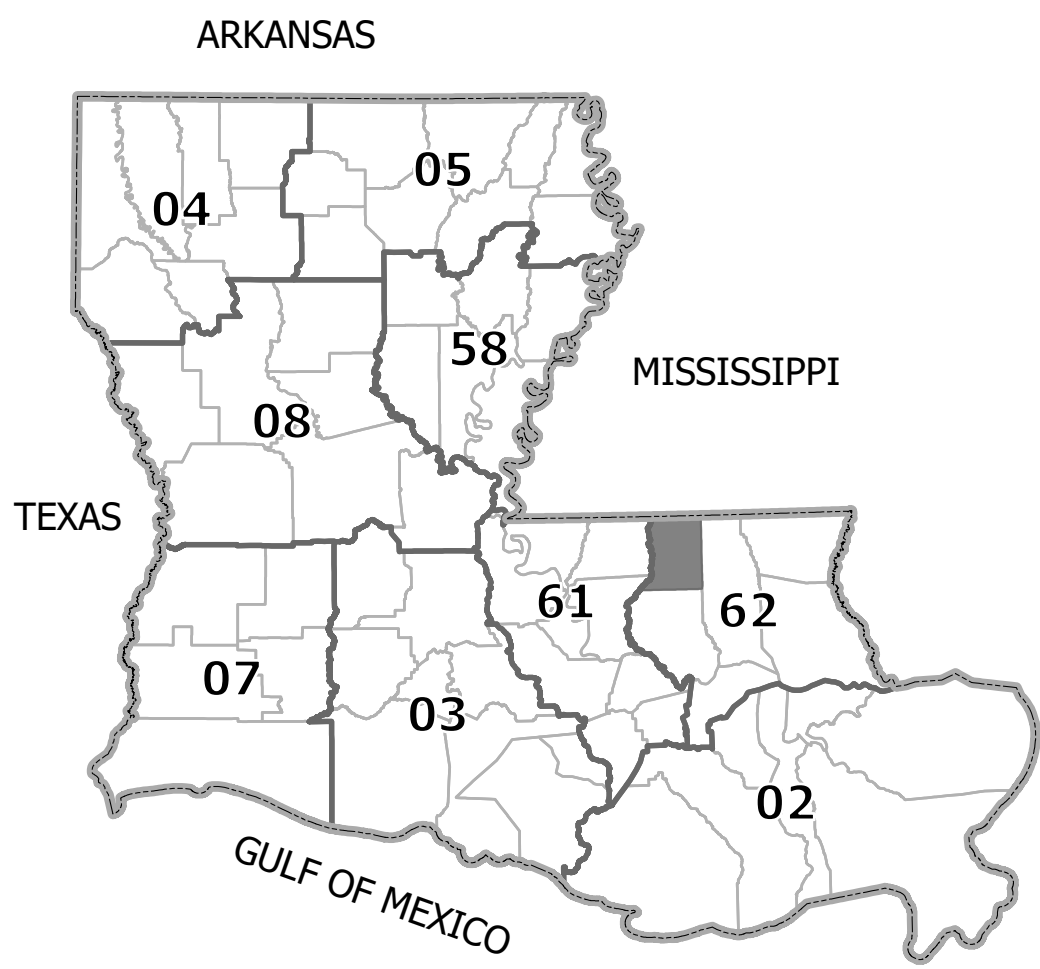 ARKANSAS
05
04
58
MISSISSIPPI
08
TEXAS
61
62
07
03
02
GULF OF MEXICO